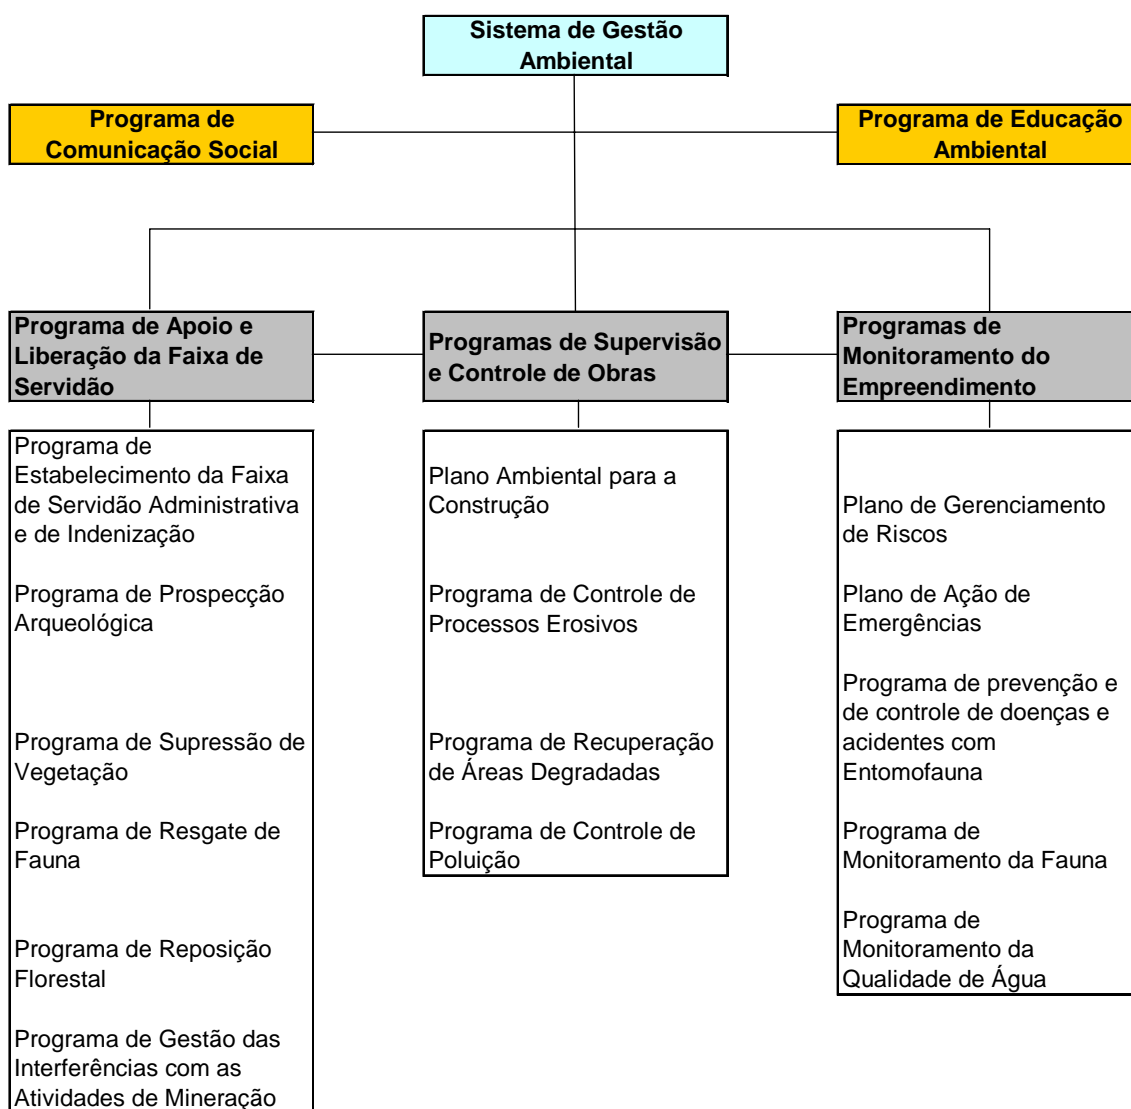 Sistema de Gestão
Ambiental
Programa de
Comunicação Social
Programa de Educação
Ambiental
Programa de Apoio e
Liberação da Faixa de
Servidão
Programas de Supervisão
e Controle de Obras
Programas de
Monitoramento do
Empreendimento
Programa de
Estabelecimento da Faixa
de Servidão Administrativa
e de Indenização
Programa de Prospecção
Arqueológica
Programa de Supressão de
Vegetação
Programa de Resgate de
Fauna
Programa de Reposição
Florestal
Programa de Gestão das
Interferências com as
Atividades de Mineração
Plano Ambiental para a
Construção
Programa de Controle de
Processos Erosivos
Programa de Recuperação
de Áreas Degradadas
Programa de Controle de
Poluição
Plano de Gerenciamento
de Riscos
Plano de Ação de
Emergências
Programa de prevenção e
de controle de doenças e
acidentes com
Entomofauna
Programa de
Monitoramento da Fauna
Programa de
Monitoramento da
Qualidade de Água